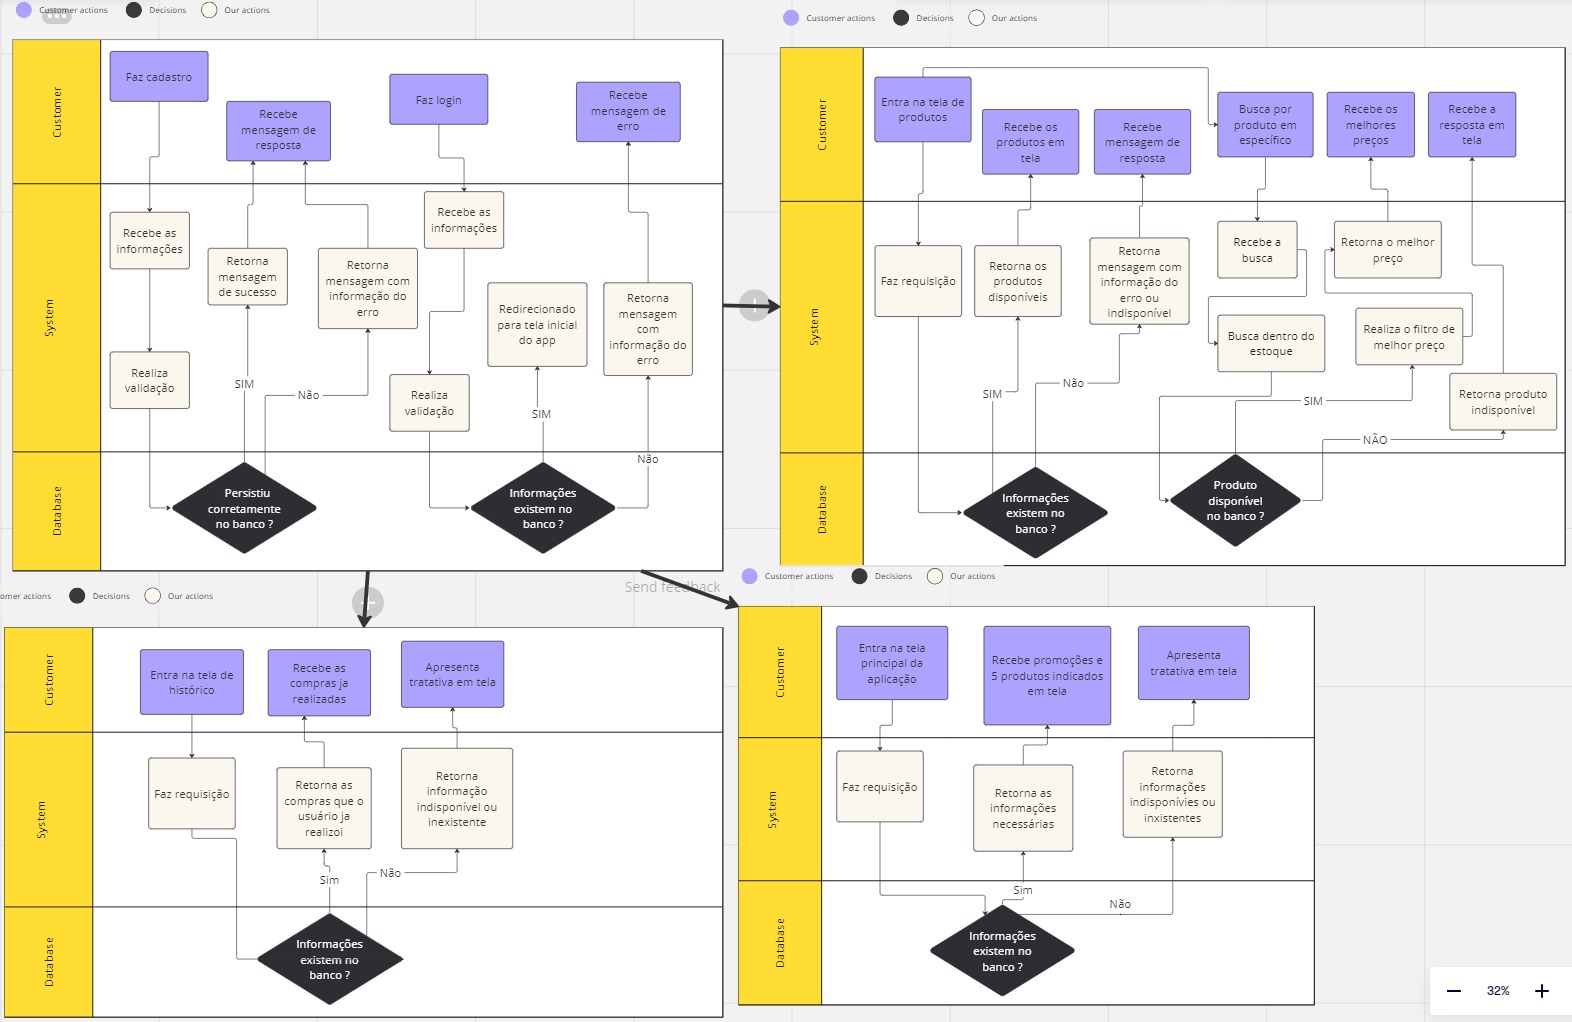 Customer actions
Decisions
Our actions
Customer
System
Database
Faz cadastro
Recebe
mensagem de
resposta
Faz login
Recebe
mensagem de
erro
Recebe as
informações
Retorna
mensagem
de sucesso
Retorna
mensagem com
informação do
erro
Recebe as
informações
Redirecionado
para tela inicial
do app
Retorna
mensagem
com
informação do
erro
Realiza
validação
SIM
Não
Realiza
validação
SIM
Não
Persistiu
corretamente
no banco ?
Informações
existem no
banco ?
Customer actions
Decisions
Our actions
Customer
System
Database
Entra na tela de
produtos
Recebe os
produtos em
tela
Recebe
mensagem de
resposta
Busca por
produto em
específico
Recebe os
melhores
preços
Recebe a
resposta em
tela
Faz requisição
Retorna os
produtos
disponíveis
Retorna
mensagem com
informação do
erro ou
indisponível
Recebe a
busca
Retorna o melhor
preço
Busca dentro do
estoque
Realiza o filtro de
melhor preço
Retorna produto
indisponível
SIM
Não
SIM
NÃO
Informações
existem no
banco ?
Produto
disponível
no banco ?
Send feedback
omer actions
Decisions
Our actions
Customer
System
Database
Entra na tela de
histórico
Recebe as
compras ja
realizadas
Apresenta
tratativa em tela
Faz requisição
Retorna as
compras que o
usuário ja
realizoi
Retorna
informação
indisponível ou
inexistente
Sim
Não
Informações
existem no
banco ?
Customer actions
Decisions
Our actions
Customer
System
Database
Entra na tela
principal da
aplicação
Recebe promoções e
5 produtos indicados
em tela
Apresenta
tratativa em tela
Faz requisição
Retorna as
informações
necessárias
Retorna
informações
indisponívies ou
inxistentes
Sim
Não
Informações
existem no
banco ?
32%